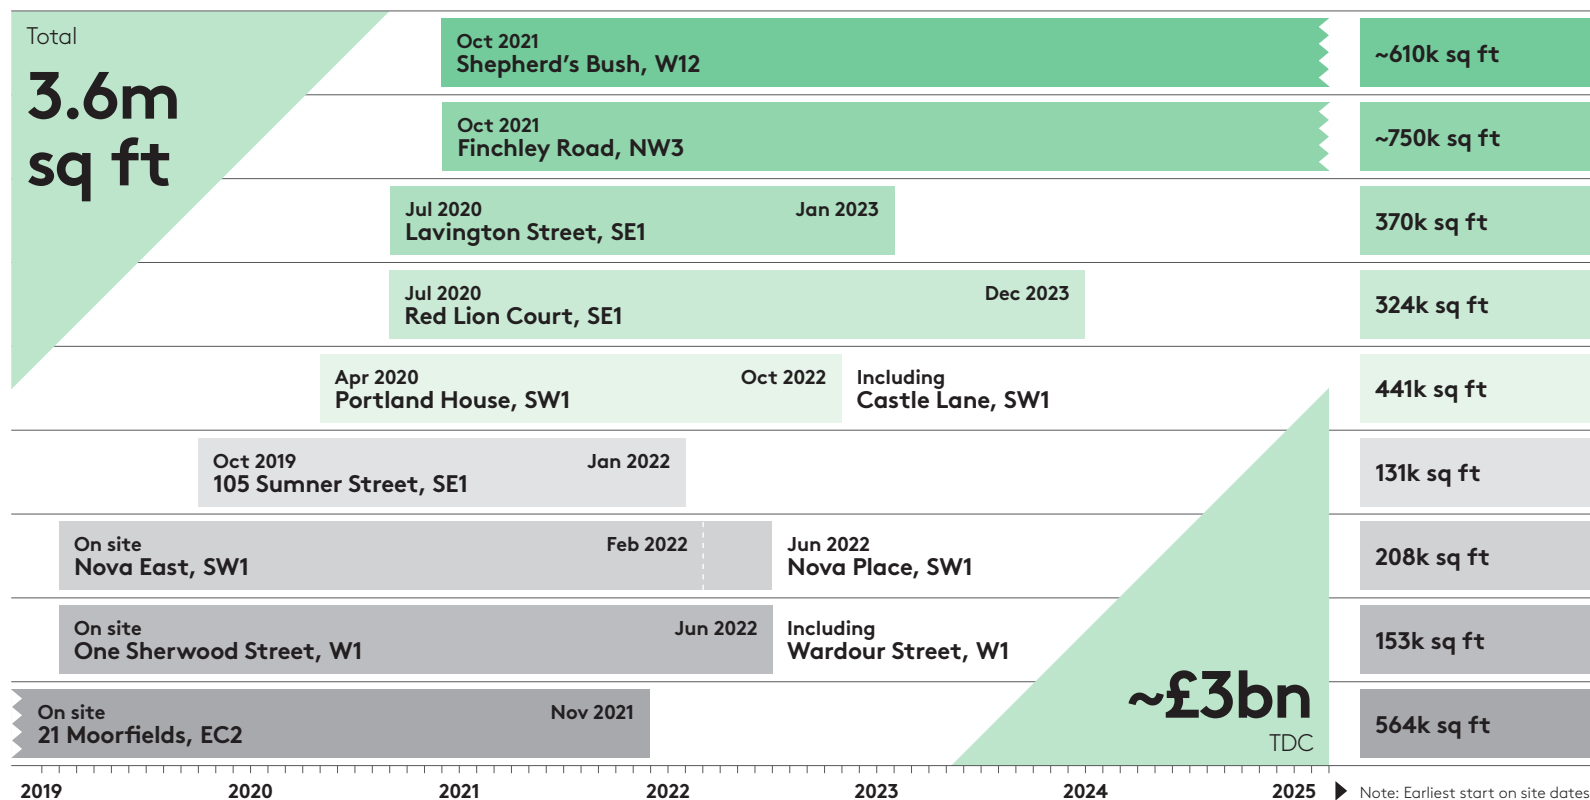 Total
3.6m
sq ft
Oct 2021
Shepherd’s Bush, W12
~610k sq ft
Oct 2021
Finchley Road, NW3
~750k sq ft
Jul 2020 Jan 2023
Lavington Street, SE1
370k sq ft
Jul 2020 Dec 2023
Red Lion Court, SE1
324k sq ft
Apr 2020 Oct 2022
Portland House, SW1
Including
Castle Lane, SW1
441k sq ft
Oct 2019 Jan 2022
105 Sumner Street, SE1
131k sq ft
On site Feb 2022
Nova East, SW1
Jun 2022
Nova Place, SW1
208k sq ft
On site Jun 2022
One Sherwood Street, W1
Including
Wardour Street, W1
153k sq ft
On site Nov 2021
21 Moorfields, EC2
~£3bn
TDC
564k sq ft
2019 2020 2021 2022 2023 2024 2025
Note: Earliest start on site dates